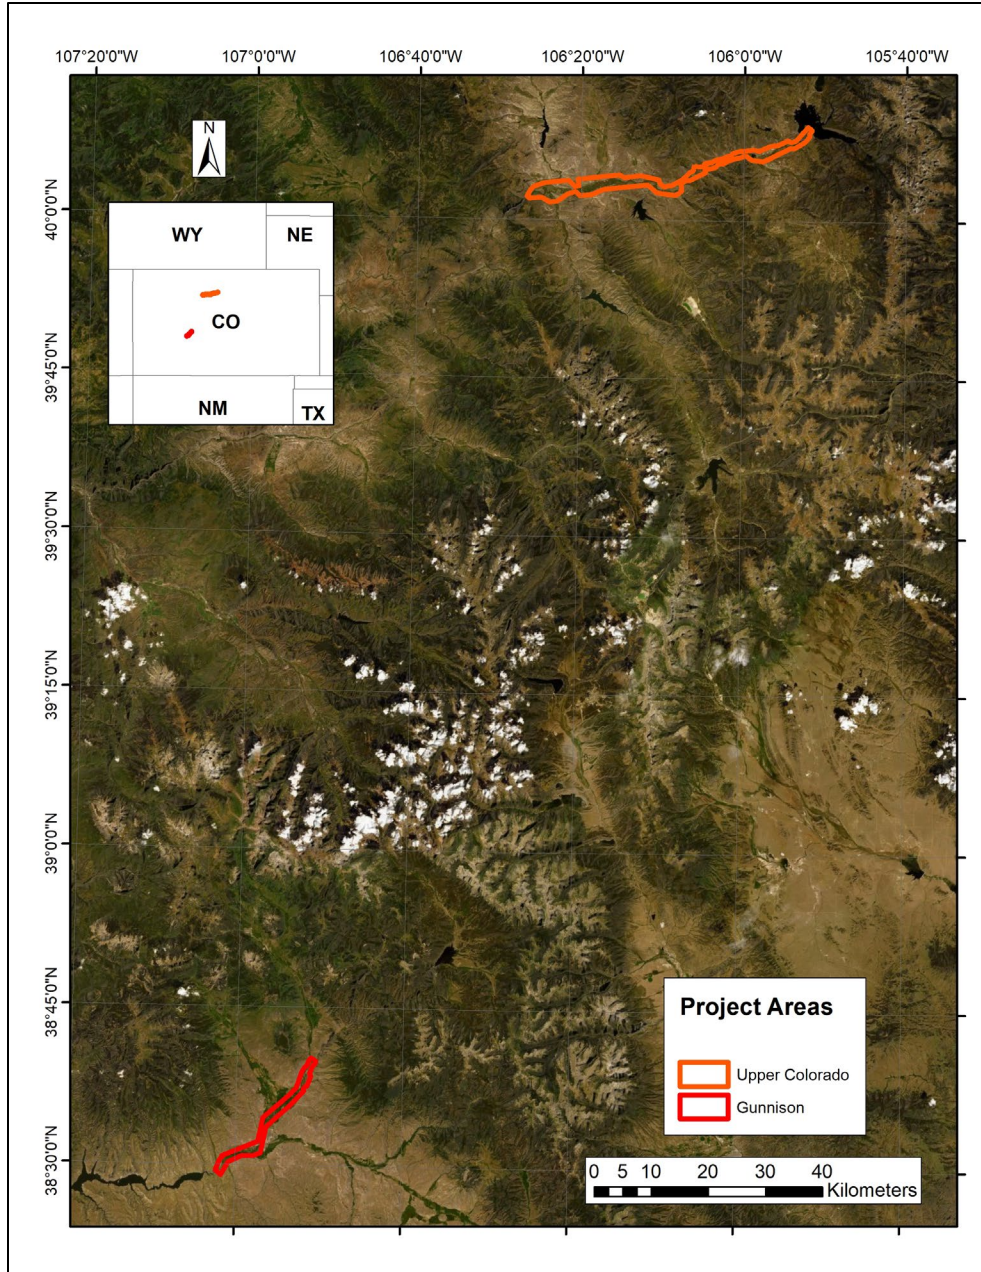 107°20'0"W 107°0'0"W 106°40'0"W 106°20'0"W 106°0'0"W 105°40'0"W
N
40°0'0"N
WY NE
CO
NM TX
39°45'0"N
39°30'0"N
39°15'0"N
39°0'0"N
38°45'0"N
38°30'0"N
Project Areas
Upper Colorado
Gunnison
0 5 10 20 30 40
Kilometers